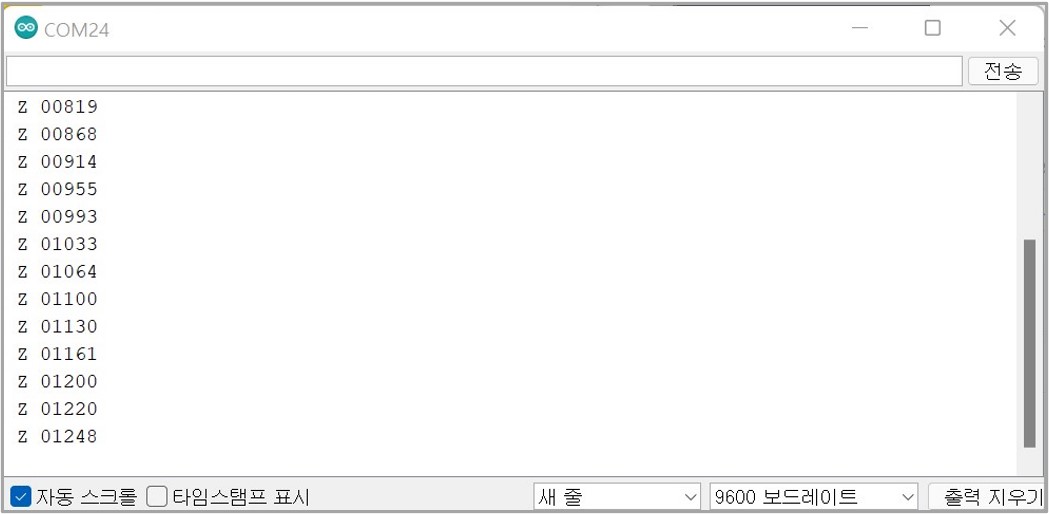 COM24
전송
Z 00819
Z 00868
Z 00914
Z 00955
Z 00993
Z 01033
Z 01064
Z 01100
Z 01130
Z 01161
Z 01200
Z 01220
Z 01248
자동 스크롤 타임스탬프 표시 새 줄 9600 보드레이트 출력 지우기